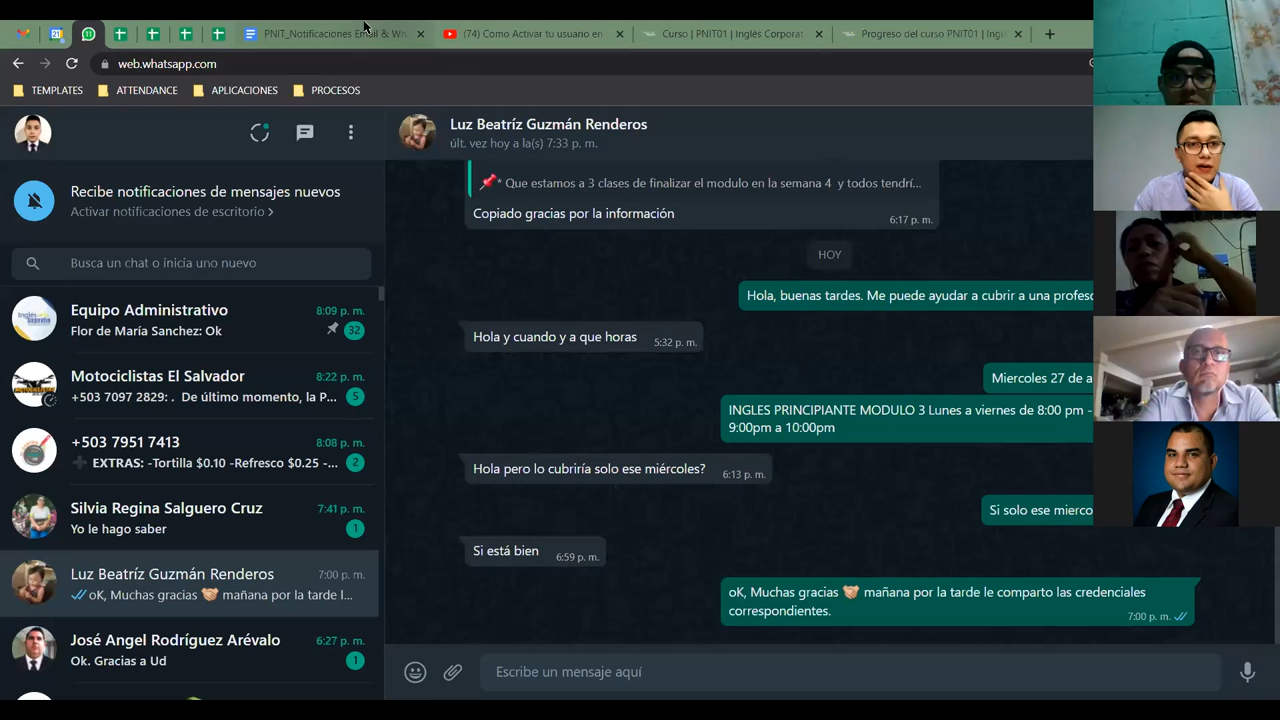 PNIT_Notificaciones Email & Wh
(74) Como Activar tu usuario en
Curso | PNIT01 | Inglés Corporat
Progreso del curso PNIT01 | Ingl
web.whatsapp.com
TEMPLATES
ATTENDANCE
APLICACIONES
PROCESOS
Recibe notificaciones de mensajes nuevos
Activar notificaciones de escritorio >
Busca un chat o inicia uno nuevo
Equipo Administrativo 8:09 p. m.
Flor de María Sanchez: Ok 32
Motociclistas El Salvador 8:22 p. m.
+503 7097 2829: . De último momento, la P... 5
+503 7951 7413 8:08 p. m.
EXTRAS: -Tortilla $0.10 -Refresco $0.25 -... 2
Silvia Regina Salguero Cruz 7:41 p. m.
Yo le hago saber 1
Luz Beatríz Guzmán Renderos 7:00 p. m.
oK, Muchas gracias 🤝 mañana por la tarde l...
José Angel Rodríguez Arévalo 6:27 p. m.
Ok. Gracias a Ud 1
Luz Beatríz Guzmán Renderos
últ. vez hoy a la(s) 7:33 p. m.
📌* Que estamos a 3 clases de finalizar el modulo en la semana 4 y todos tendrí...
Copiado gracias por la información
6:17 p. m.
HOY
Hola, buenas tardes. Me puede ayudar a cubrir a una profeso
Hola y cuando y a que horas 5:32 p. m.
Miercoles 27 de a
INGLES PRINCIPIANTE MODULO 3 Lunes a viernes de 8:00 pm -
9:00pm a 10:00pm
Hola pero lo cubriría solo ese miércoles? 6:13 p. m.
Si solo ese mierco
Si está bien 6:59 p. m.
oK, Muchas gracias 🤝 mañana por la tarde le comparto las credenciales
correspondientes.
7:00 p. m.
Escribe un mensaje aquí